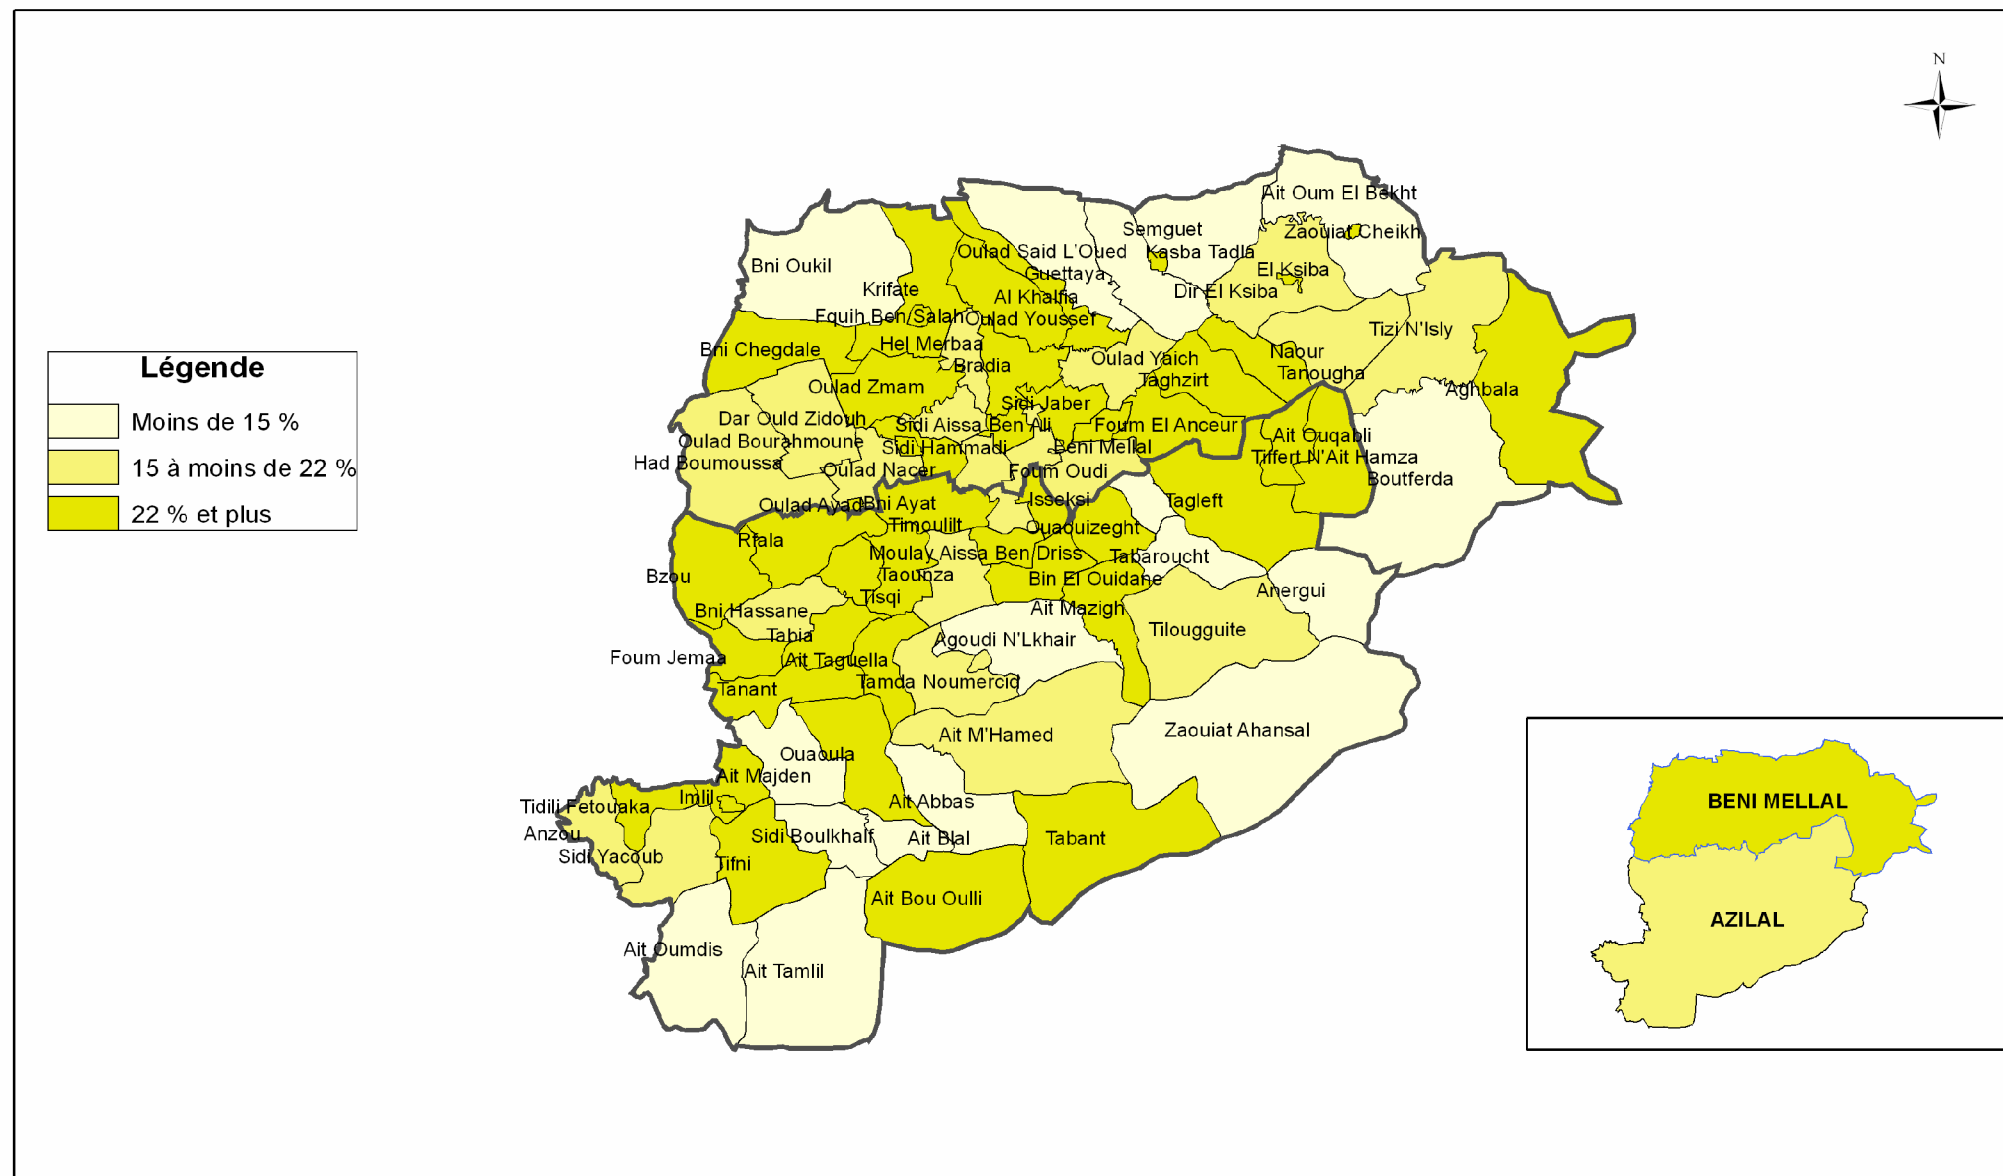 N
Ait Oum El Bekht
Semguet
Zaouiat Cheikh
Oulad Said L'Oued
Kasba Tadla
Bni Oukil
Guettaya
El Ksiba
Krifate
Al Khalfia
Dir El Ksiba
Fquih Ben Salah
Oulad Youssef
Tizi N'Isly
Bni Chegdale
Hel Merbaa
Naour
Légende
Bradia
Oulad Yaich
Tanougha
Oulad Zmam
Taghzirt
Aghbala
Moins de 15 %
Sidi Jaber
Dar Ould Zidouh
Sidi Aissa Ben Ali
Foum El Anceur
Ait Ouqabli
Oulad Bourahmoune
Sidi Hammadi
Beni Mellal
Tiffert N'Ait Hamza
Had Boumoussa
15 à moins de 22 %
Oulad Nacer
Foum Oudi
Boutferda
Oulad Ayad
Bni Ayat
Isseksi
Tagleft
22 % et plus
Timoulilt
Ouaouizeght
Rfala
Moulay Aissa Ben Driss
Tabaroucht
Bzou
Taounza
Bin El Ouidane
Anergui
Tisqi
Bni Hassane
Ait Mazigh
Tabia
Agoudi N'Lkhair
Tilougguite
Foum Jemaa
Ait Taguella
Tanant
Tamda Noumercid
Ait M'Hamed
Zaouiat Ahansal
Ouaoula
Ait Majden
Imlil
Ait Abbas
Tidili Fetouaka
Anzou
Sidi Boulkhalf
Ait Blal
Tabant
Sidi Yacoub
Tifni
Ait Bou Oulli
Ait Oumdis
Ait Tamlil
BENI MELLAL
AZILAL